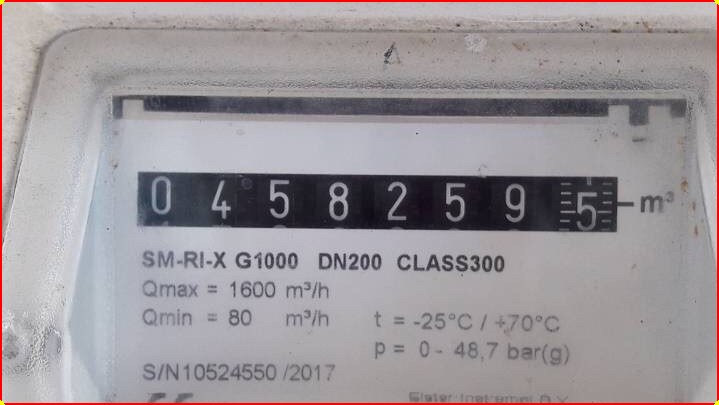 0 4 5 8 2 5 9 5 m³
SM-RI-X G1000 DN200 CLASS300
Qmax = 1600 m³/h
Qmin = 80 m³/h t = -25°C / +70°C
p = 0 - 48,7 bar(g)
S/N10524550 /2017